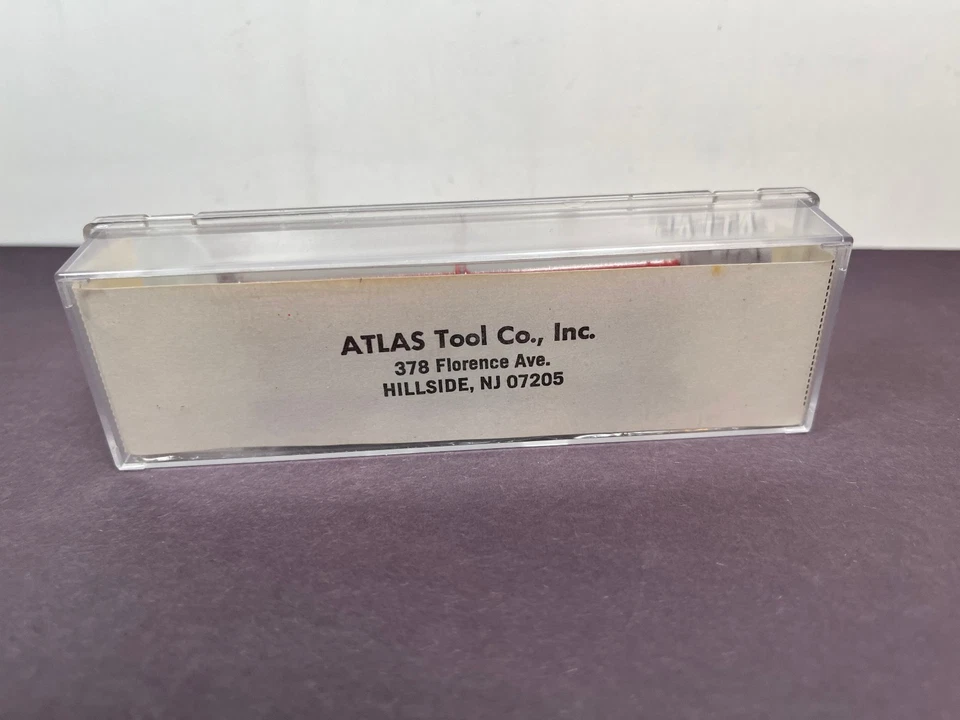 ATLAS Tool Co., Inc.
378 Florence Ave.
HILLSIDE, NJ 07205